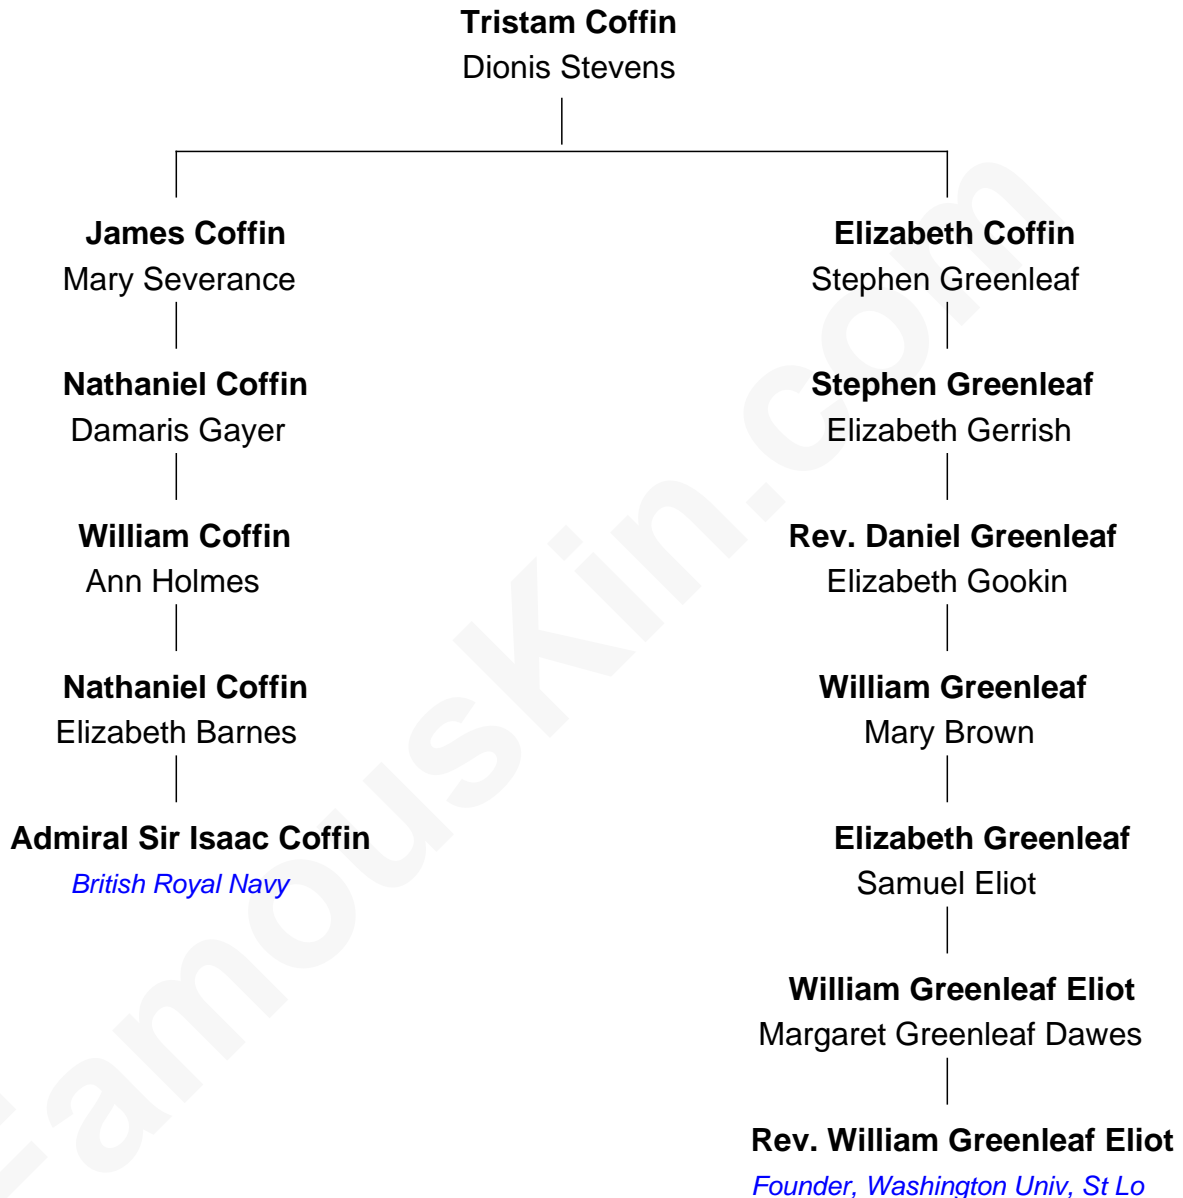 Tristam Coffin
Dionis Stevens
James Coffin
Mary Severance
Nathaniel Coffin
Damaris Gayer
William Coffin
Ann Holmes
Nathaniel Coffin
Elizabeth Barnes
Admiral Sir Isaac Coffin
British Royal Navy
Elizabeth Coffin
Stephen Greenleaf
Stephen Greenleaf
Elizabeth Gerrish
Rev. Daniel Greenleaf
Elizabeth Gookin
William Greenleaf
Mary Brown
Elizabeth Greenleaf
Samuel Eliot
William Greenleaf Eliot
Margaret Greenleaf Dawes
Rev. William Greenleaf Eliot
Founder, Washington Univ, St Lo
FamousKin.com